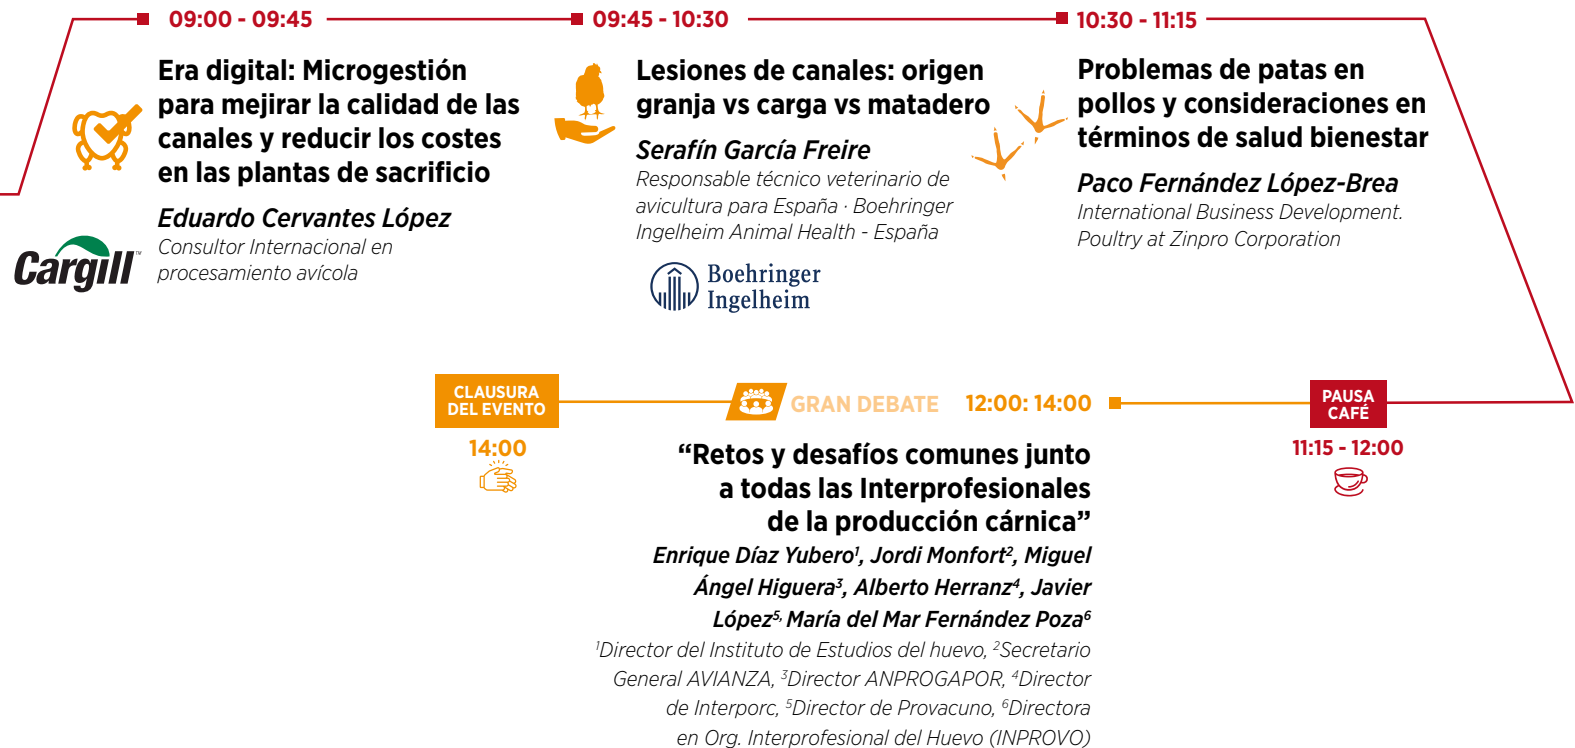 09:00 - 09:45
Era digital: Microgestión
para mejirar la calidad de las
canales y reducir los costes
en las plantas de sacrificio
Eduardo Cervantes López
Consultor Internacional en
procesamiento avícola
Cargill™
09:45 - 10:30
Lesiones de canales: origen
granja vs carga vs matadero
Serafín García Freire
Responsable técnico veterinario de
avicultura para España · Boehringer
Ingelheim Animal Health - España
Boehringer
Ingelheim
10:30 - 11:15
Problemas de patas en
pollos y consideraciones en
términos de salud bienestar
Paco Fernández López-Brea
International Business Development.
Poultry at Zinpro Corporation
PAUSA
CAFÉ
11:15 - 12:00
GRAN DEBATE 12:00: 14:00
“Retos y desafíos comunes junto
a todas las Interprofesionales
de la producción cárnica”
Enrique Díaz Yubero¹, Jordi Monfort², Miguel
Ángel Higuera³, Alberto Herranz⁴, Javier
López⁵, María del Mar Fernández Poza⁶
¹Director del Instituto de Estudios del huevo, ²Secretario
General AVIANZA, ³Director ANPROGAPOR, ⁴Director
de Interporc, ⁵Director de Provacuno, ⁶Directora
en Org. Interprofesional del Huevo (INPROVO)
CLAUSURA
DEL EVENTO
14:00